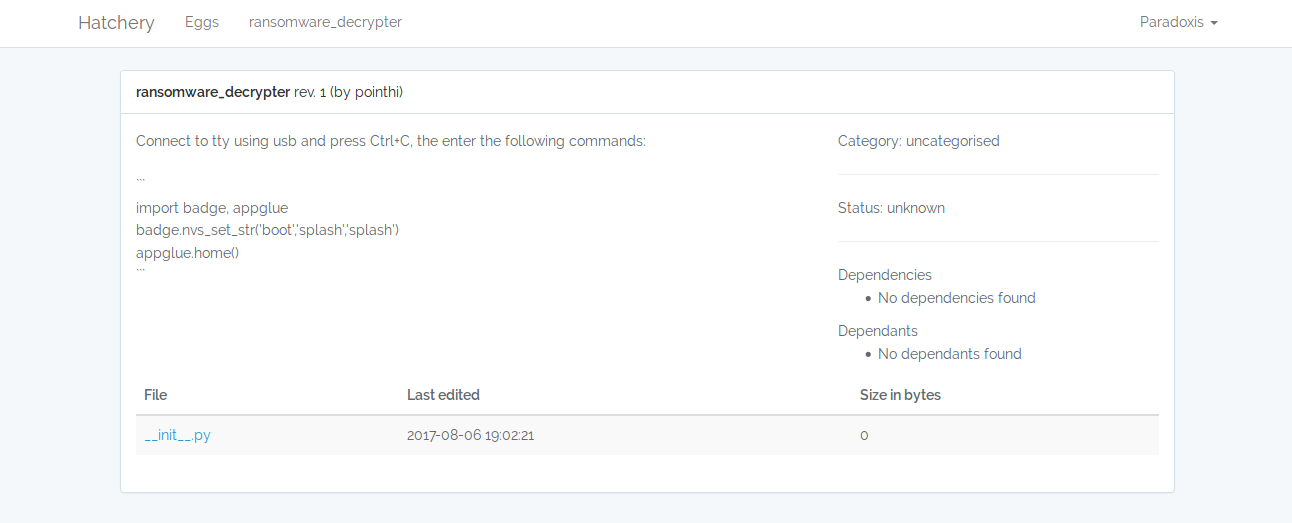 Hatchery Eggs ransomware_decrypter Paradoxis
ransomware_decrypter rev. 1 (by pointhi)
Connect to tty using usb and press Ctrl+C, the enter the following commands:
```
import badge, appglue
badge.nvs_set_str('boot','splash','splash')
appglue.home()
```
Category: uncategorised
Status: unknown
Dependencies
• No dependencies found
Dependants
• No dependants found
File Last edited Size in bytes
__init__.py 2017-08-06 19:02:21 0